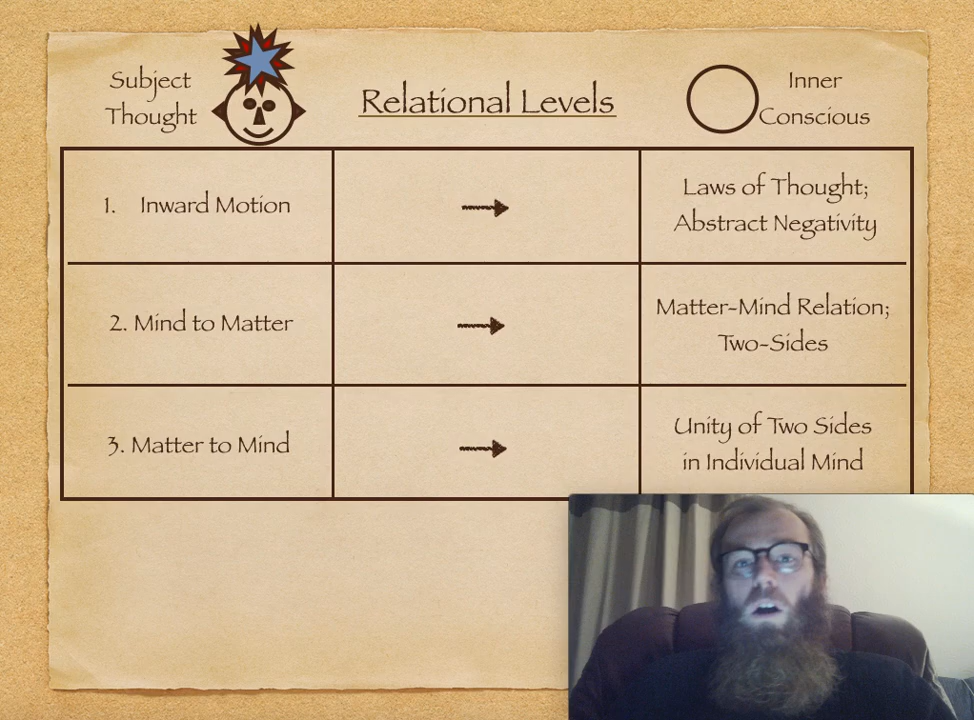 Subject
Thought
Relational Levels
Inner
Conscious
1. Inward Motion
Laws of Thought;
Abstract Negativity
2. Mind to Matter
Matter-Mind Relation;
Two-Sides
3. Matter to Mind
Unity of Two Sides
in Individual Mind